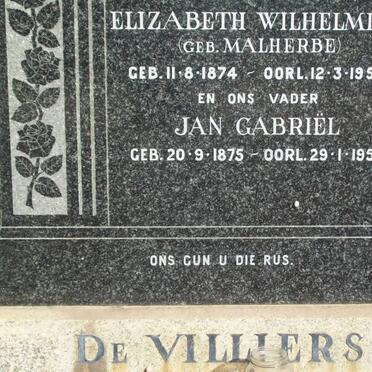 ELIZABETH WILHELMI
(GEB. MALHERBE)
GEB. 11·8·1874 – OORL. 12·3·195
EN ONS VADER
JAN GABRIËL
GEB. 20·9·1875 – OORL. 29·1·195
ONS GUN U DIE RUS.
DE VILLIERS